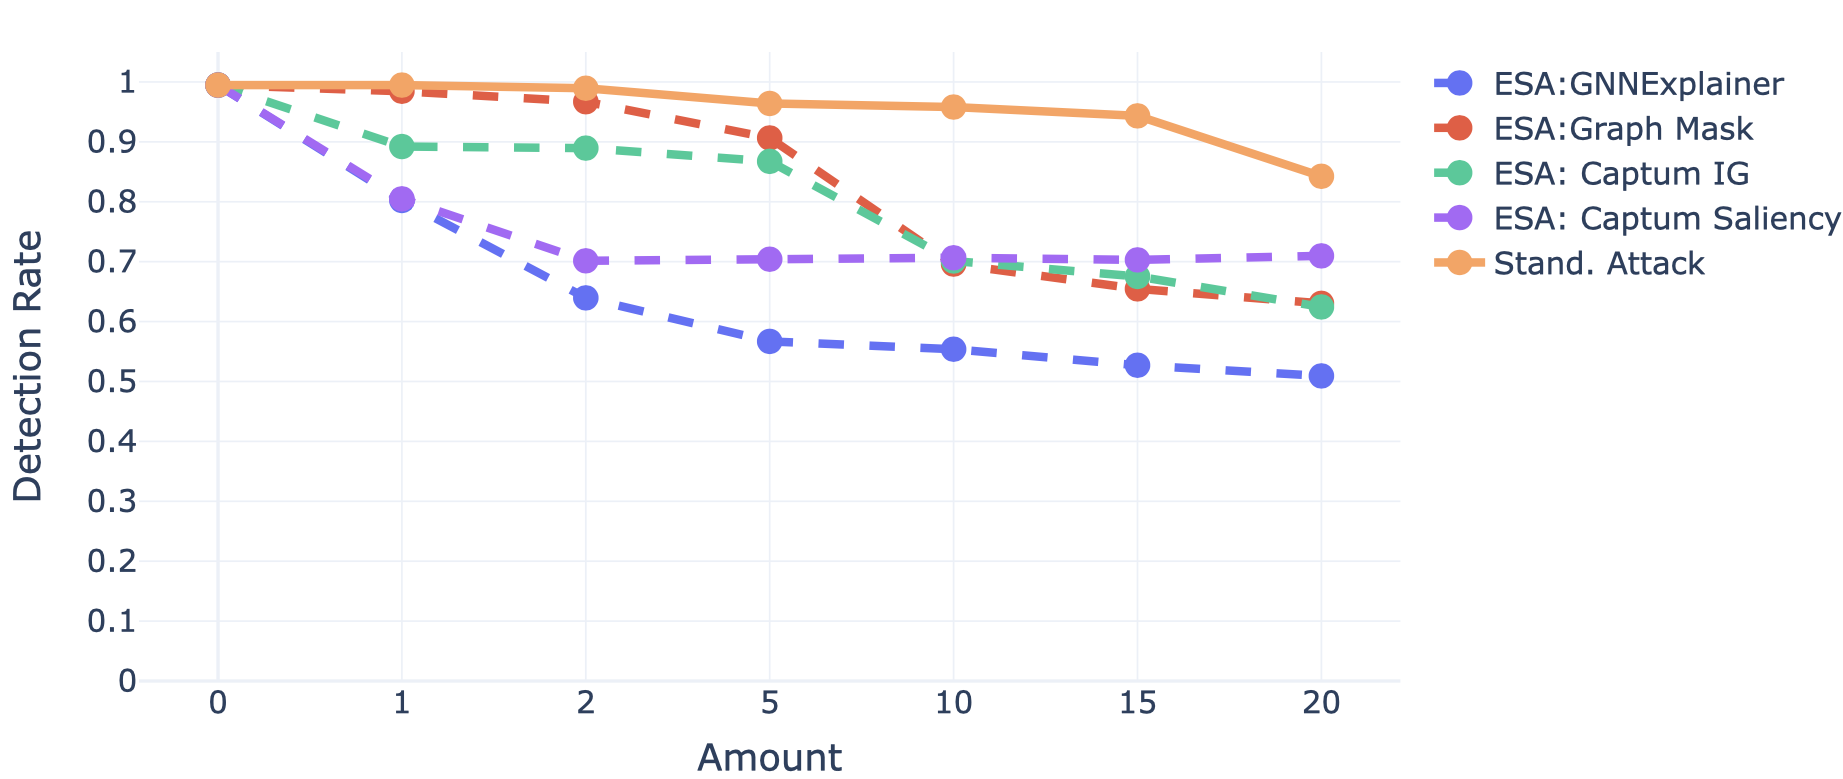 1
0.9
0.8
0.7
0.6
0.5
0.4
0.3
0.2
0.1
0
Detection Rate
0 1 2 5 10 15 20
Amount
ESA:GNNExplainer
ESA:Graph Mask
ESA: Captum IG
ESA: Captum Saliency
Stand. Attack